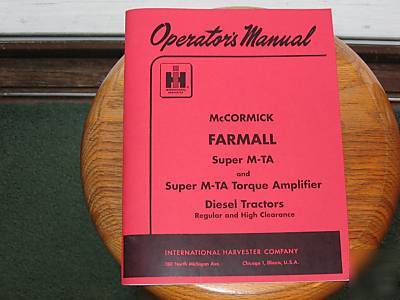 Operator's Manual
IH
McCORMICK
FARMALL
Super M-TA
and
Super M-TA Torque Amplifier
Diesel Tractors
Regular and High Clearance
INTERNATIONAL HARVESTER COMPANY
180 North Michigan Ave. Chicago 1, Illinois, U.S.A.